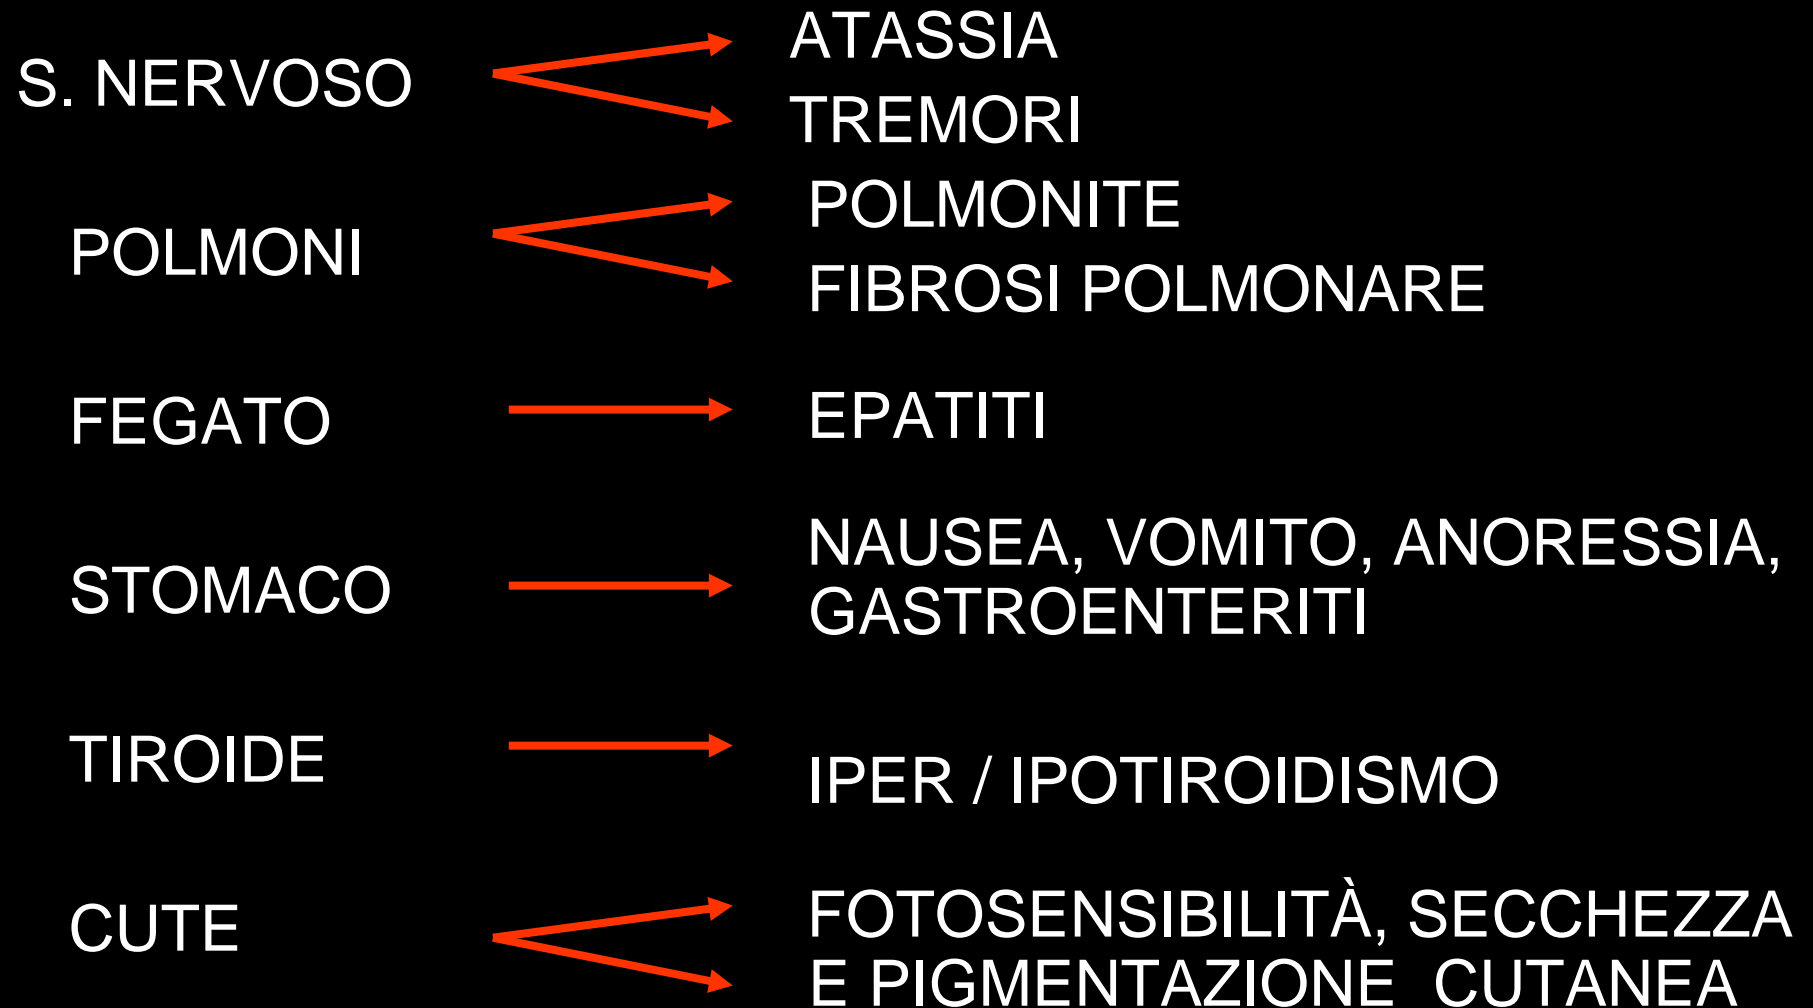 S. NERVOSO
ATASSIA
TREMORI
POLMONI
POLMONITE
FIBROSI POLMONARE
FEGATO
EPATITI
STOMACO
NAUSEA, VOMITO, ANORESSIA,
GASTROENTERITI
TIROIDE
IPER / IPOTIROIDISMO
CUTE
FOTOSENSIBILITÀ, SECCHEZZA
E PIGMENTAZIONE  CUTANEA